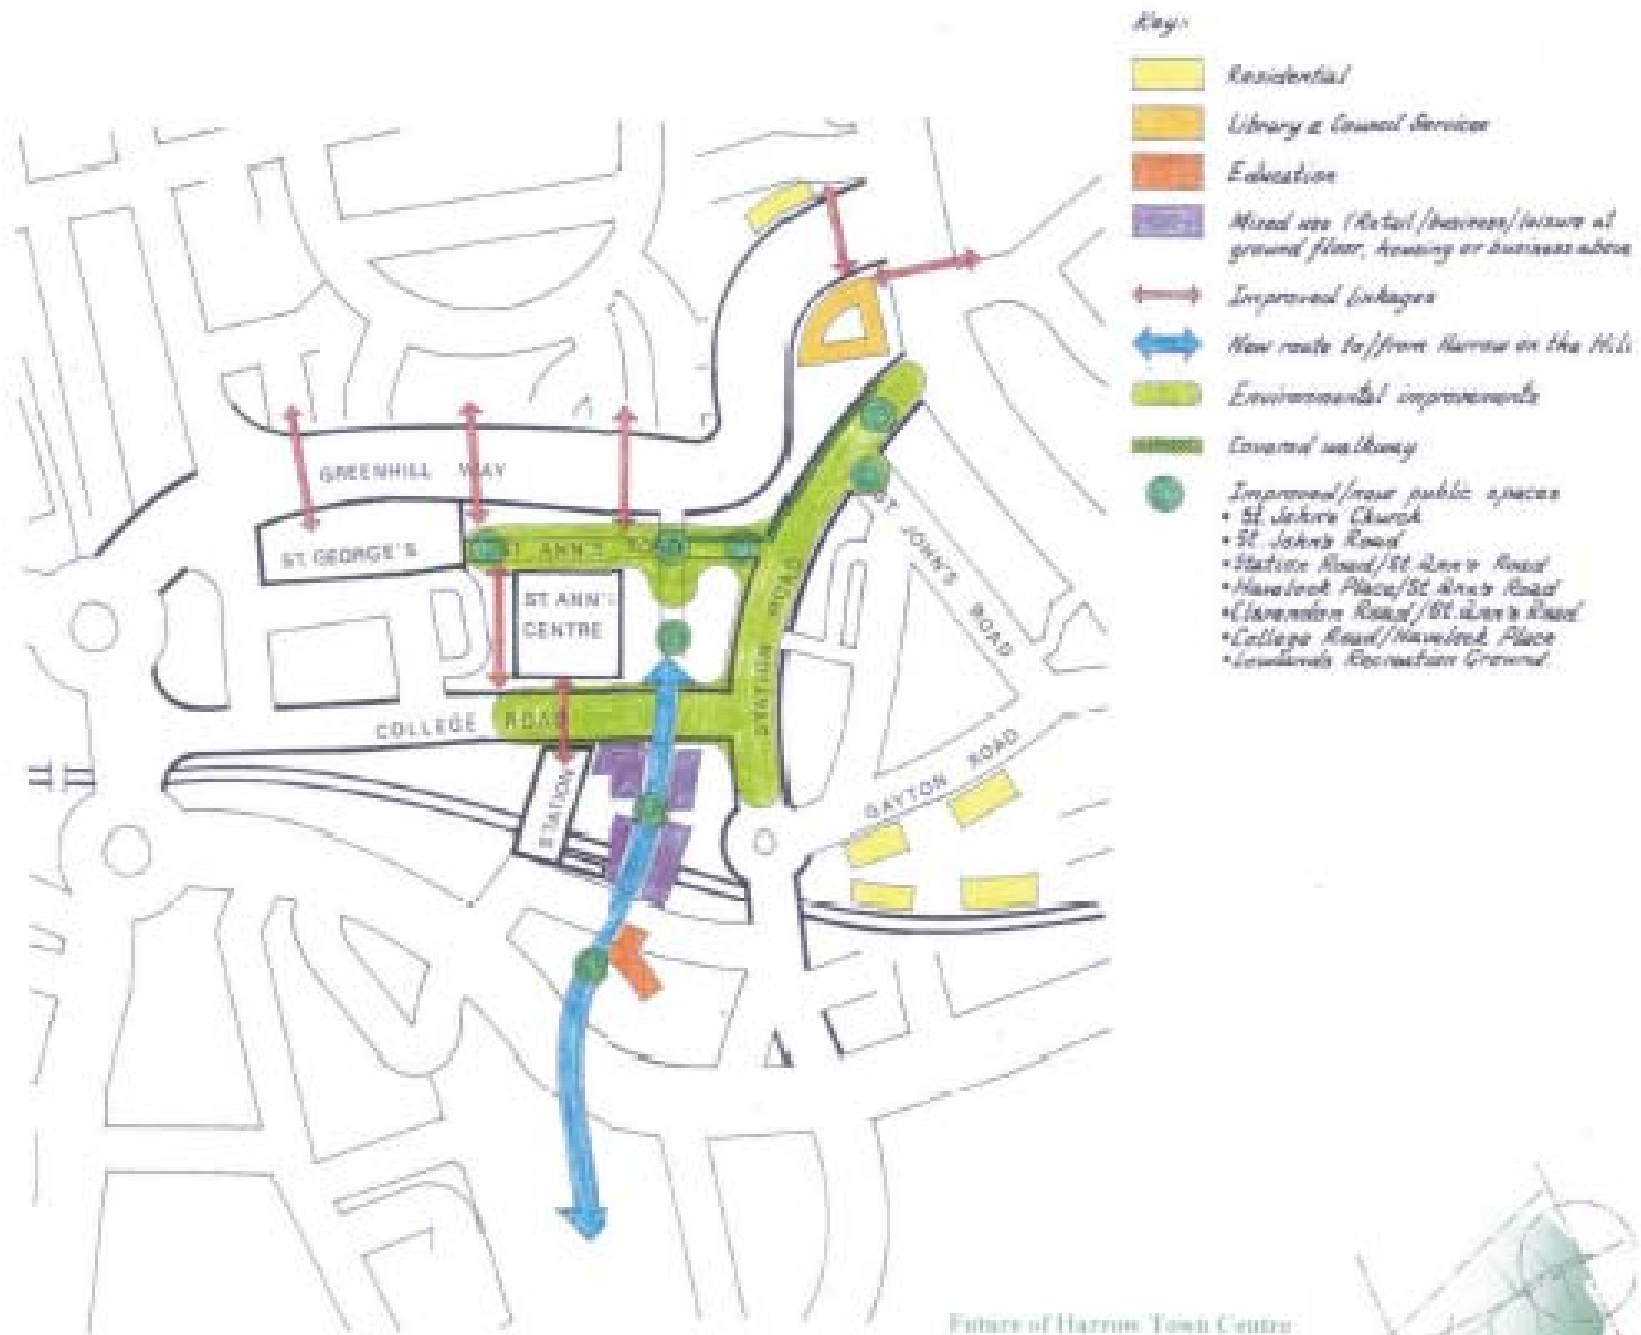 Key:-
Residential
Library & Council Services
Education
Mixed use (Retail/business/leisure at
ground floor, housing or business above
Improved linkages
New route to/from Harrow on the Hill
Environmental improvements
Covered walkway
Improved/new public spaces
• St. John's Church
• St. John's Road
• Station Road/St Ann's Road
• Havelock Place/St Ann's Road
• Clarendon Road/St Ann's Road
• College Road/Havelock Place
• Lowlands Recreation Ground
GREENHILL WAY
ST GEORGE'S
ST ANN'S
ST ANN'S
CENTRE
ST JOHN'S ROAD
STATION ROAD
COLLEGE ROAD
STATION
GAYTON ROAD
Future of Harrow Town Centre